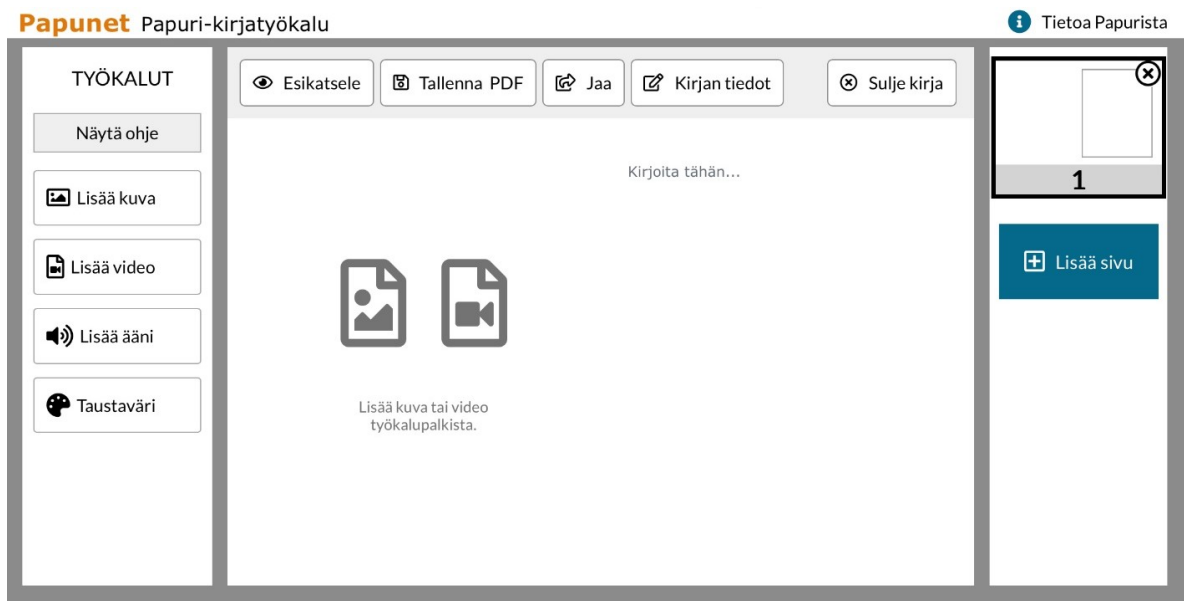 Papunet Papuri-kirjatyökalu
Tietoa Papurista
TYÖKALUT
Näytä ohje
Lisää kuva
Lisää video
Lisää ääni
Taustaväri
Esikatsele
Tallenna PDF
Jaa
Kirjan tiedot
Sulje kirja
Kirjoita tähän...
Lisää kuva tai video
työkalupalkista.
1
Lisää sivu